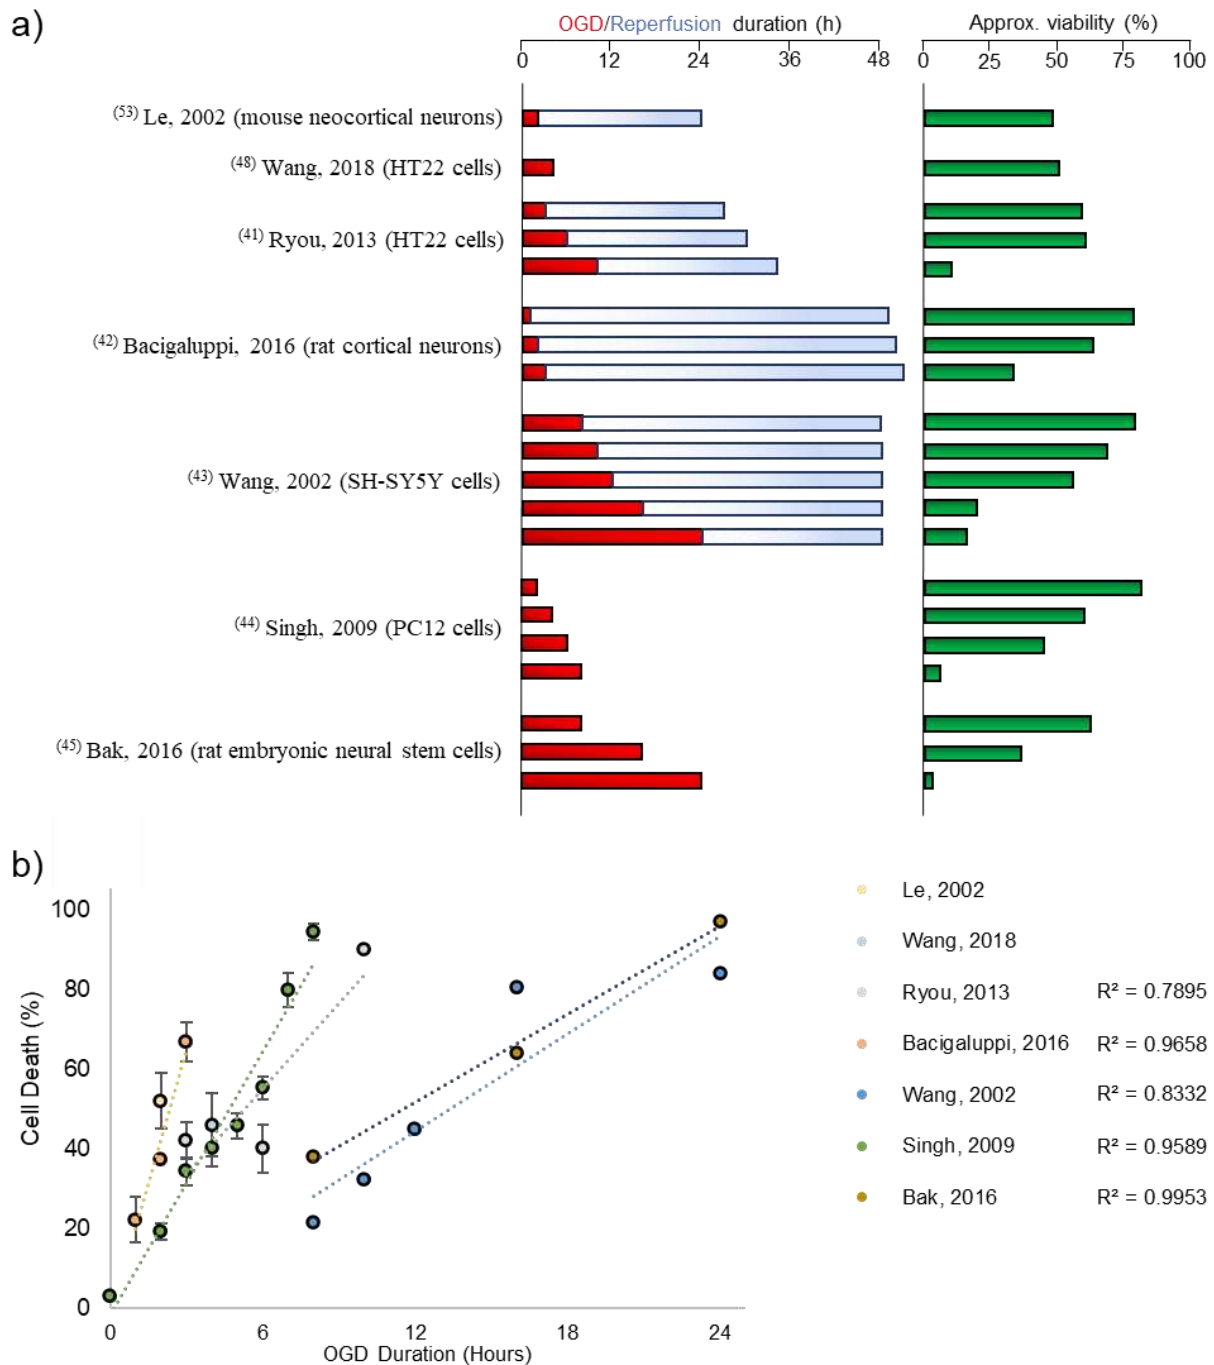 a)
OGD/Reperfusion duration (h)
Approx. viability (%)
0 12 24 36 48
0 25 50 75 100
(53) Le, 2002 (mouse neocortical neurons)
(48) Wang, 2018 (HT22 cells)
(41) Ryou, 2013 (HT22 cells)
(42) Bacigaluppi, 2016 (rat cortical neurons)
(43) Wang, 2002 (SH-SY5Y cells)
(44) Singh, 2009 (PC12 cells)
(45) Bak, 2016 (rat embryonic neural stem cells)
b)
Cell Death (%)
100
80
60
40
20
0
0 6 12 18 24
OGD Duration (Hours)
Le, 2002
Wang, 2018
Ryou, 2013 R² = 0.7895
Bacigaluppi, 2016 R² = 0.9658
Wang, 2002 R² = 0.8332
Singh, 2009 R² = 0.9589
Bak, 2016 R² = 0.9953